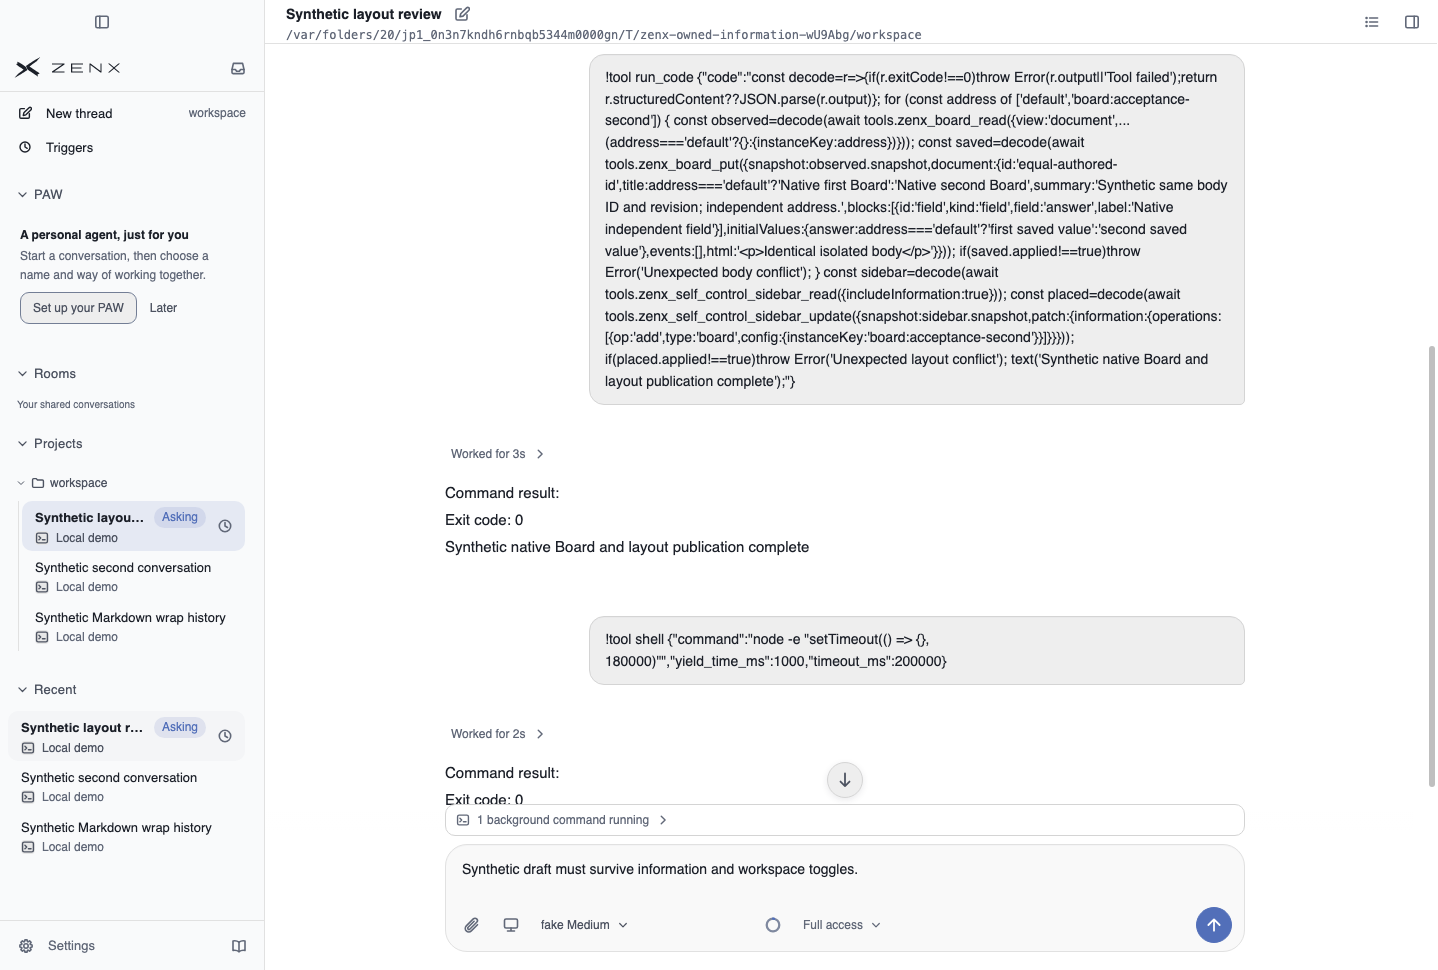 Synthetic layout review
/var/folders/20/jp1_0n3n7kndh6rnbqb5344m0000gn/T/zenx-owned-information-wU9Abg/workspace
ZENX
New thread
workspace
Triggers
PAW
A personal agent, just for you
Start a conversation, then choose a
name and way of working together.
Set up your PAW
Later
Rooms
Your shared conversations
Projects
workspace
Synthetic layou...
Asking
Local demo
Synthetic second conversation
Local demo
Synthetic Markdown wrap history
Local demo
Recent
Synthetic layout r...
Asking
Local demo
Synthetic second conversation
Local demo
Synthetic Markdown wrap history
Local demo
Settings
!tool run_code {"code":"const decode=r=>{if(r.exitCode!==0)throw Error(r.output||'Tool failed');return
r.structuredContent??JSON.parse(r.output)}; for (const address of ['default','board:acceptance-
second']) { const observed=decode(await tools.zenx_board_read({view:'document',...
(address==='default'?{}:{instanceKey:address})})); const saved=decode(await
tools.zenx_board_put({snapshot:observed.snapshot,document:{id:'equal-authored-
id',title:address==='default'?'Native first Board':'Native second Board',summary:'Synthetic same body
ID and revision; independent address.',blocks:[{id:'field',kind:'field',field:'answer',label:'Native
independent field'}],initialValues:{answer:address==='default'?'first saved value':'second saved
value'},events:[],html:'<p>Identical isolated body</p>'}})); if(saved.applied!==true)throw
Error('Unexpected body conflict'); } const sidebar=decode(await
tools.zenx_self_control_sidebar_read({includeInformation:true})); const placed=decode(await
tools.zenx_self_control_sidebar_update({snapshot:sidebar.snapshot,patch:{information:{operations:
[{op:'add',type:'board',config:{instanceKey:'board:acceptance-second'}}]}}}));
if(placed.applied!==true)throw Error('Unexpected layout conflict'); text('Synthetic native Board and
layout publication complete');"}
Worked for 3s
Command result:
Exit code: 0
Synthetic native Board and layout publication complete
!tool shell {"command":"node -e "setTimeout(() => {},
180000)"","yield_time_ms":1000,"timeout_ms":200000}
Worked for 2s
Command result:
Exit code: 0
1 background command running
Synthetic draft must survive information and workspace toggles.
fake Medium
Full access